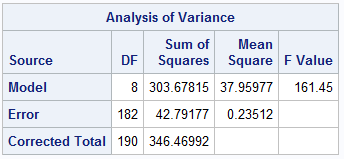 Analysis of Variance
Source DF Sum of Squares Mean Square F Value
Model 8 303.67815 37.95977 161.45
Error 182 42.79177 0.23512
Corrected Total 190 346.46992